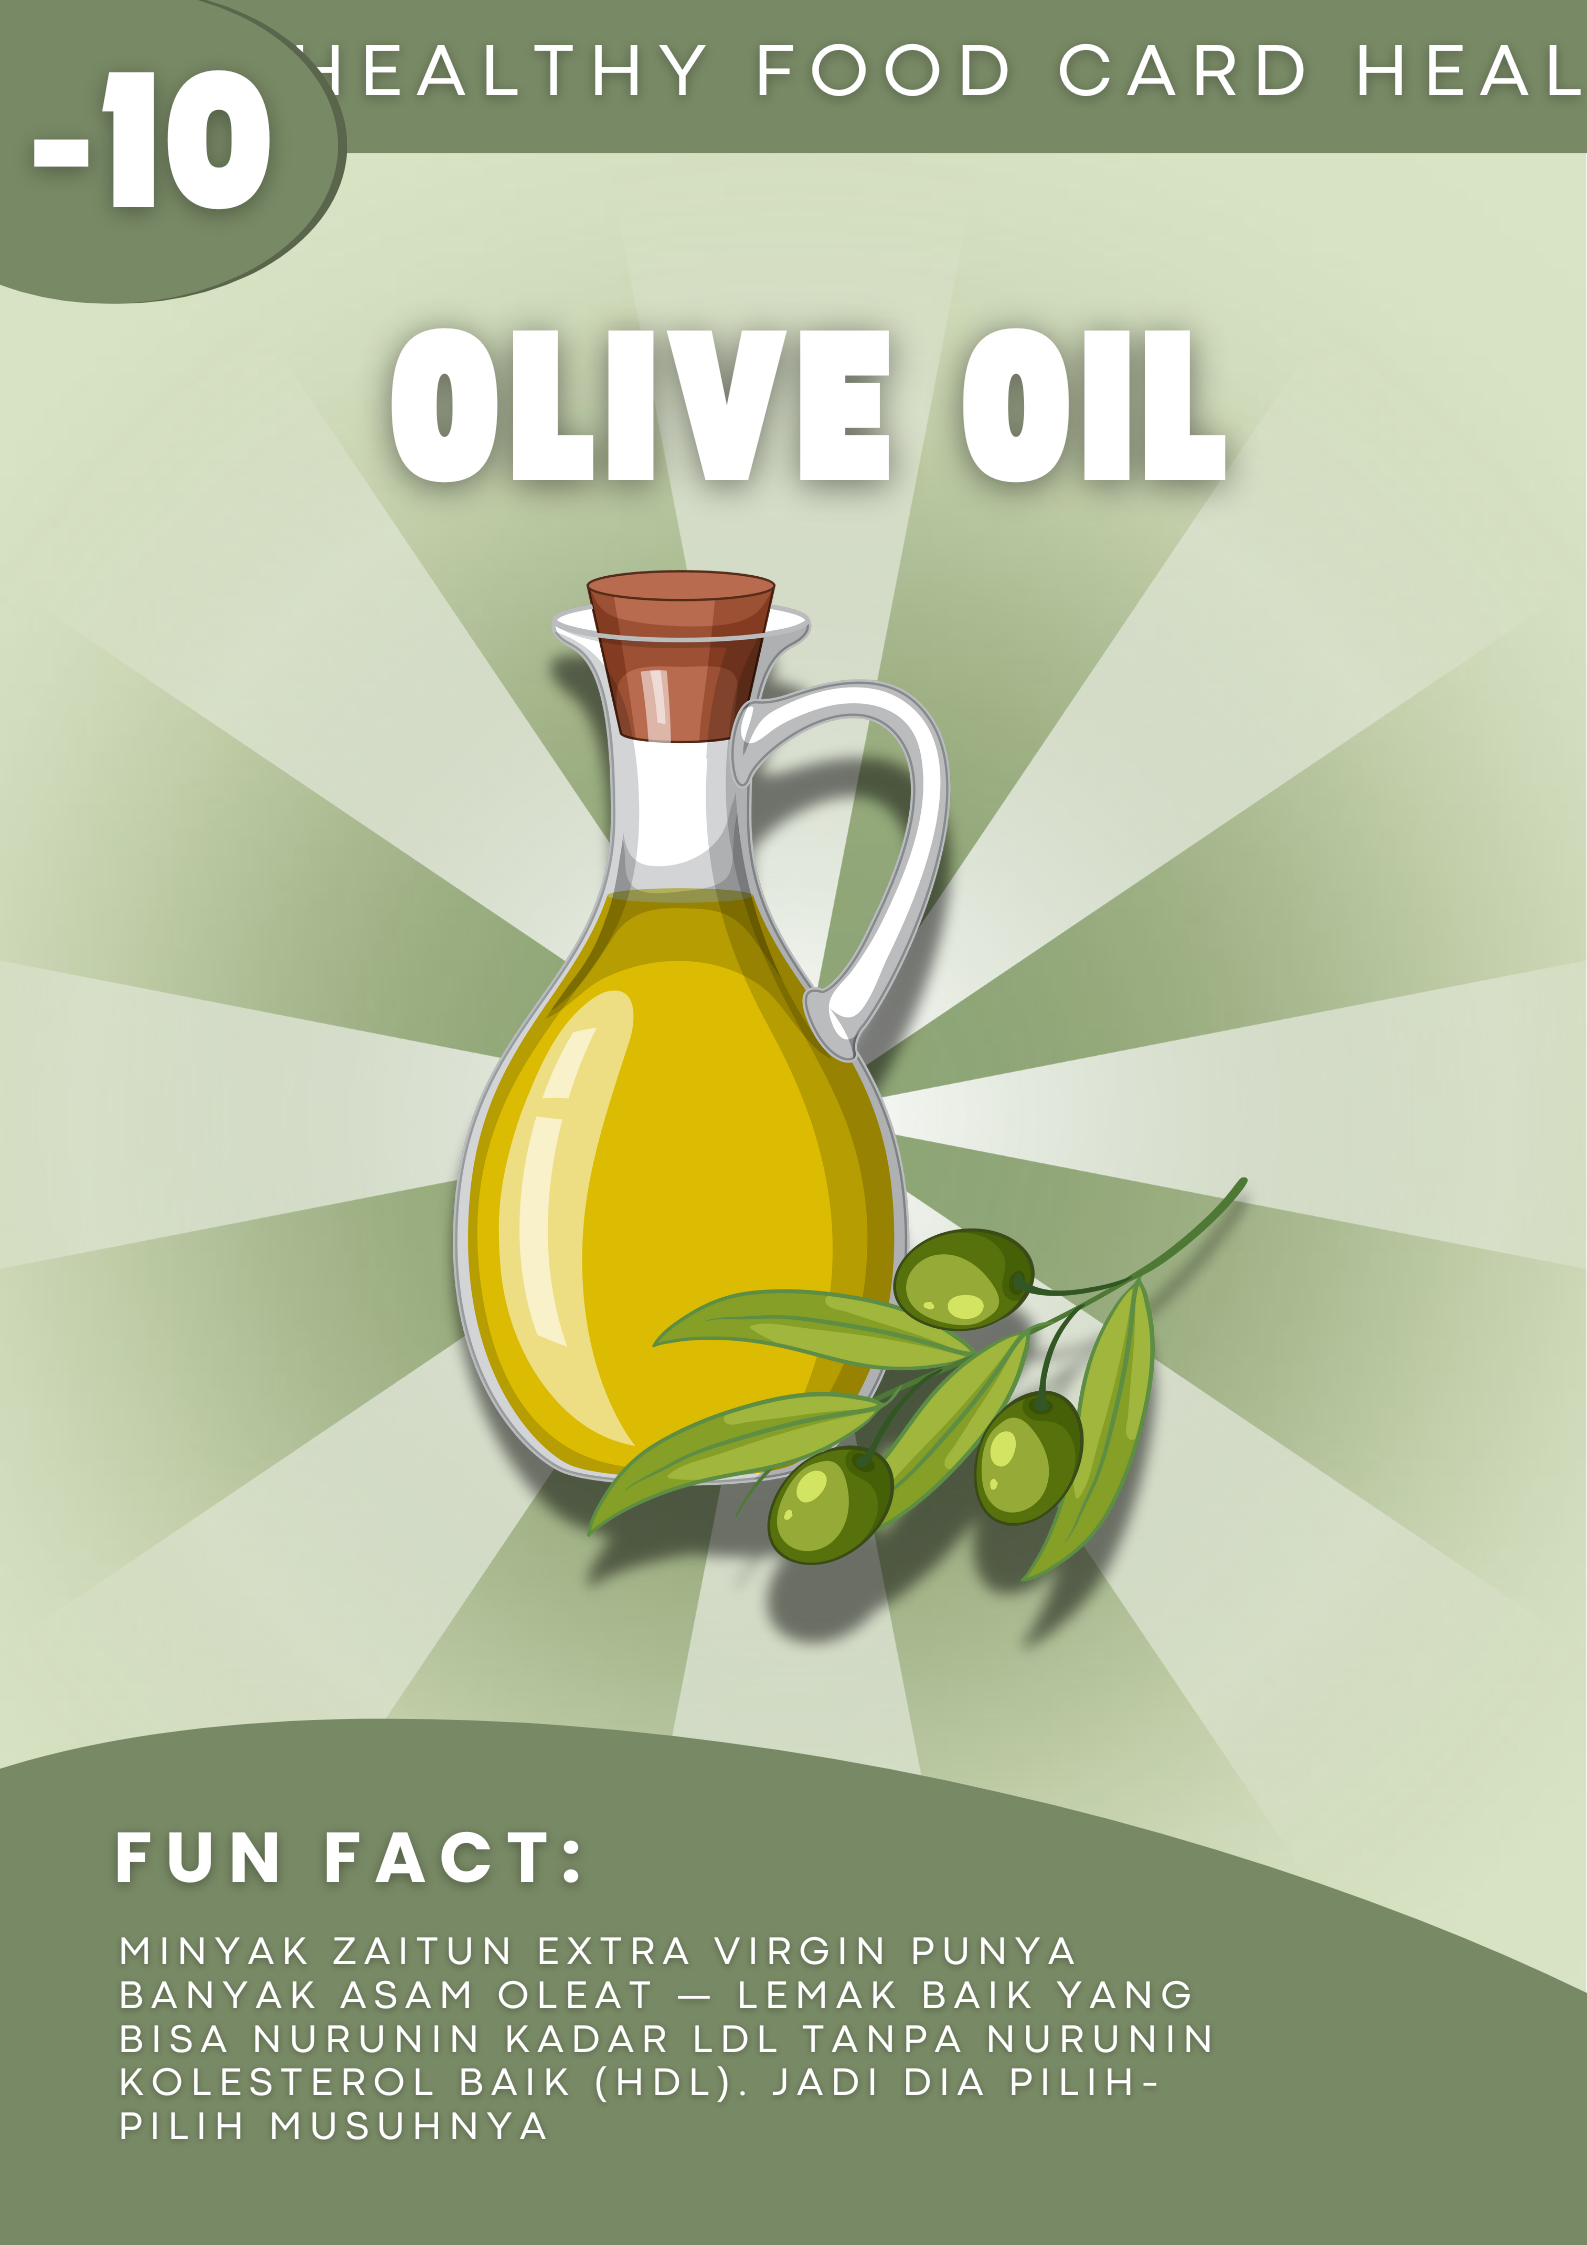 -10
HEALTHY FOOD CARD HEAL
OLIVE OIL
FUN FACT:
MINYAK ZAITUN EXTRA VIRGIN PUNYA
BANYAK ASAM OLEAT — LEMAK BAIK YANG
BISA NURUNIN KADAR LDL TANPA NURUNIN
KOLESTEROL BAIK (HDL). JADI DIA PILIH-
PILIH MUSUHNYA